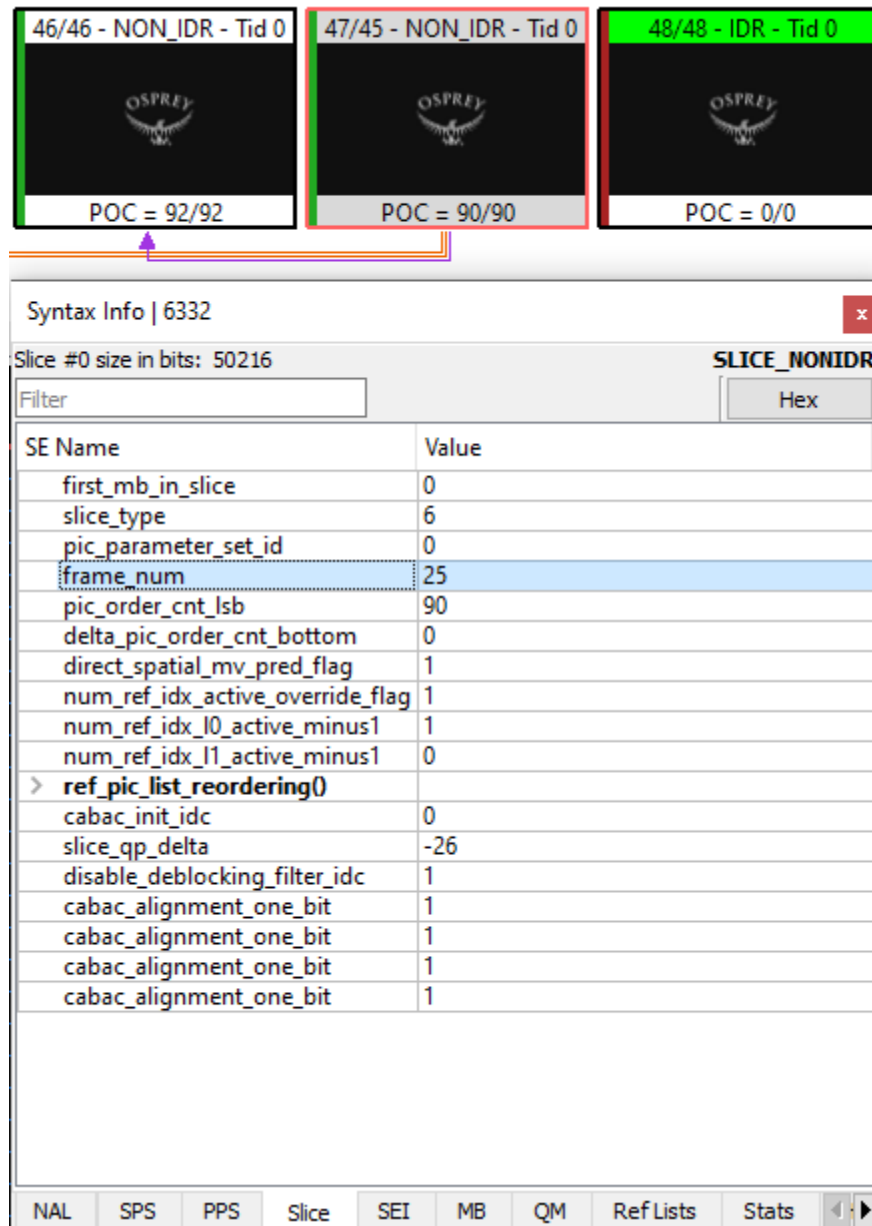 46/46 - NON_IDR - Tid 0 47/45 - NON_IDR - Tid 0 48/48 - IDR - Tid 0
OSPREY OSPREY OSPREY
POC = 92/92 POC = 90/90 POC = 0/0
Syntax Info | 6332 x
Slice #0 size in bits: 50216 SLICE_NONIDR
Filter Hex
SE Name Value
first_mb_in_slice 0
slice_type 6
pic_parameter_set_id 0
frame_num 25
pic_order_cnt_lsb 90
delta_pic_order_cnt_bottom 0
direct_spatial_mv_pred_flag 1
num_ref_idx_active_override_flag 1
num_ref_idx_l0_active_minus1 1
num_ref_idx_l1_active_minus1 0
ref_pic_list_reordering()
cabac_init_idc 0
slice_qp_delta -26
disable_deblocking_filter_idc 1
cabac_alignment_one_bit 1
cabac_alignment_one_bit 1
cabac_alignment_one_bit 1
cabac_alignment_one_bit 1
NAL SPS PPS Slice SEI MB QM Ref Lists Stats